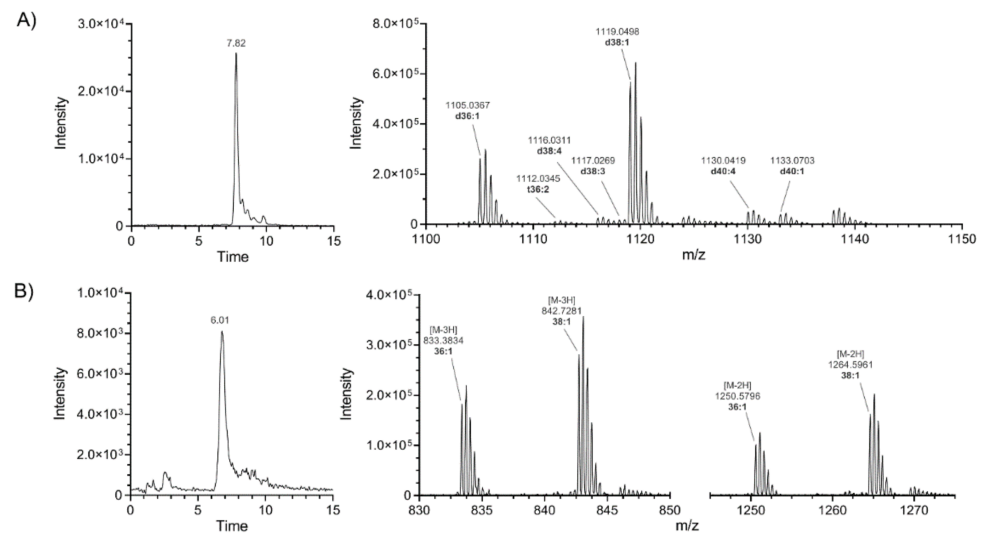 A)
3.0×10⁴
2.0×10⁴
1.0×10⁴
0
Intensity
7.82
0
5
10
15
Time
8.0×10⁵
6.0×10⁵
4.0×10⁵
2.0×10⁵
0
Intensity
1105.0367
d36:1
1112.0345
t36:2
1116.0311
d38:4
1117.0269
d38:3
1119.0498
d38:1
1130.0419
d40:4
1133.0703
d40:1
1100
1110
1120
1130
1140
1150
m/z
B)
1.0×10⁴
8.0×10³
6.0×10³
4.0×10³
2.0×10³
0
Intensity
6.01
0
5
10
15
Time
4.0×10⁵
3.0×10⁵
2.0×10⁵
1.0×10⁵
0
Intensity
[M-3H]
833.3834
36:1
[M-3H]
842.7281
38:1
[M-2H]
1250.5796
36:1
[M-2H]
1264.5961
38:1
830
835
840
845
850
1250
1260
1270
m/z